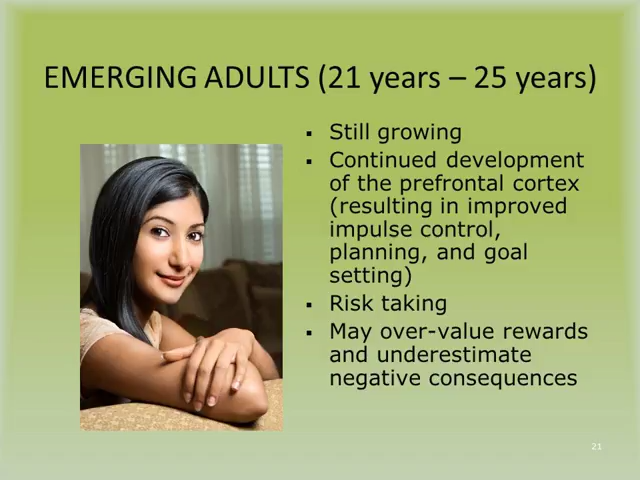 EMERGING ADULTS (21 years – 25 years)
▪ Still growing
▪ Continued development
of the prefrontal cortex
(resulting in improved
impulse control,
planning, and goal
setting)
▪ Risk taking
▪ May over-value rewards
and underestimate
negative consequences
21